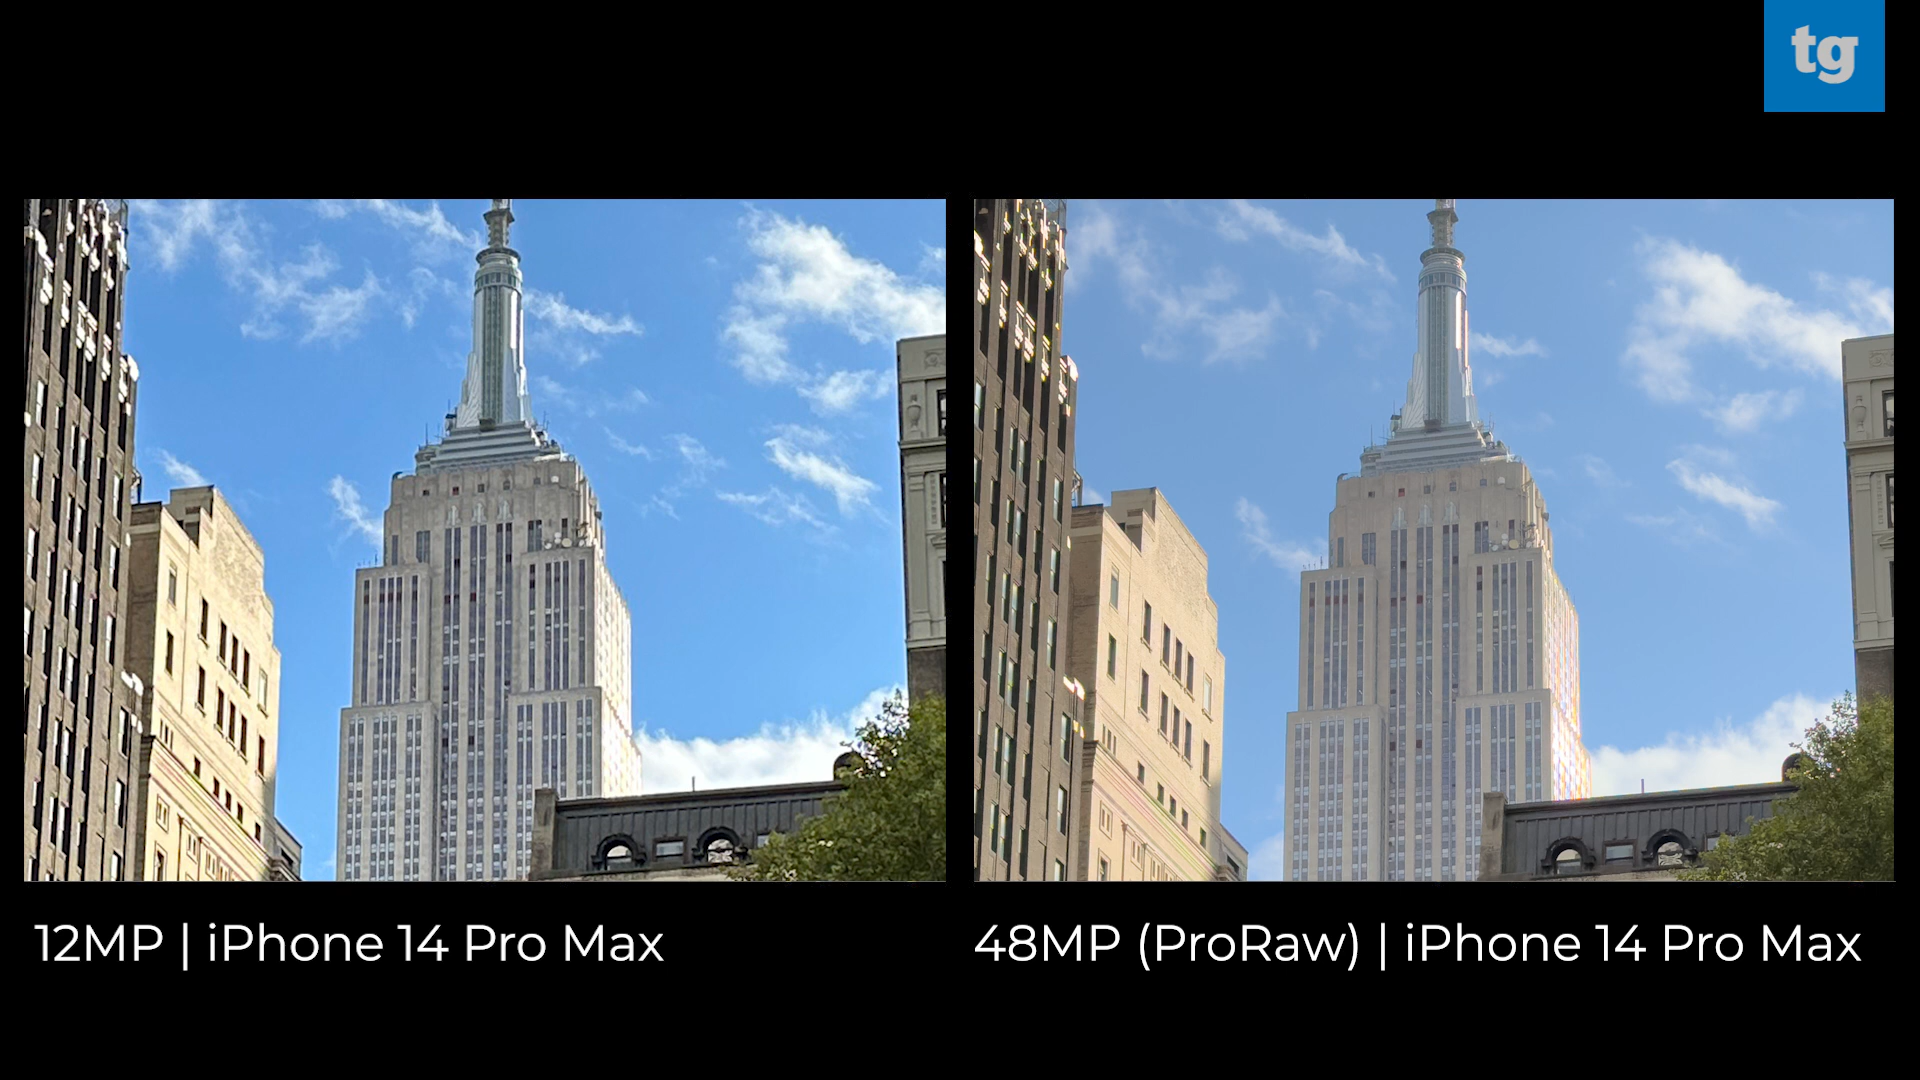 tg
12MP | iPhone 14 Pro Max
48MP (ProRaw) | iPhone 14 Pro Max